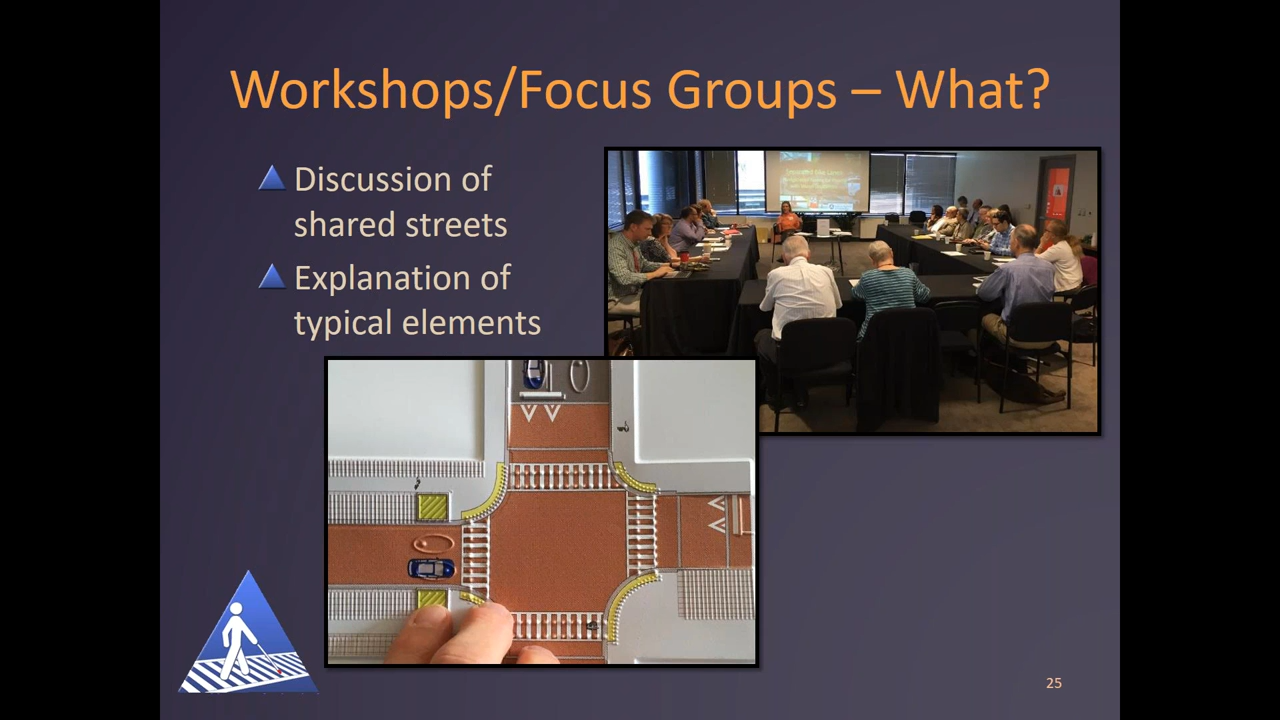 Workshops/Focus Groups – What?
Discussion of
shared streets
Explanation of
typical elements
25